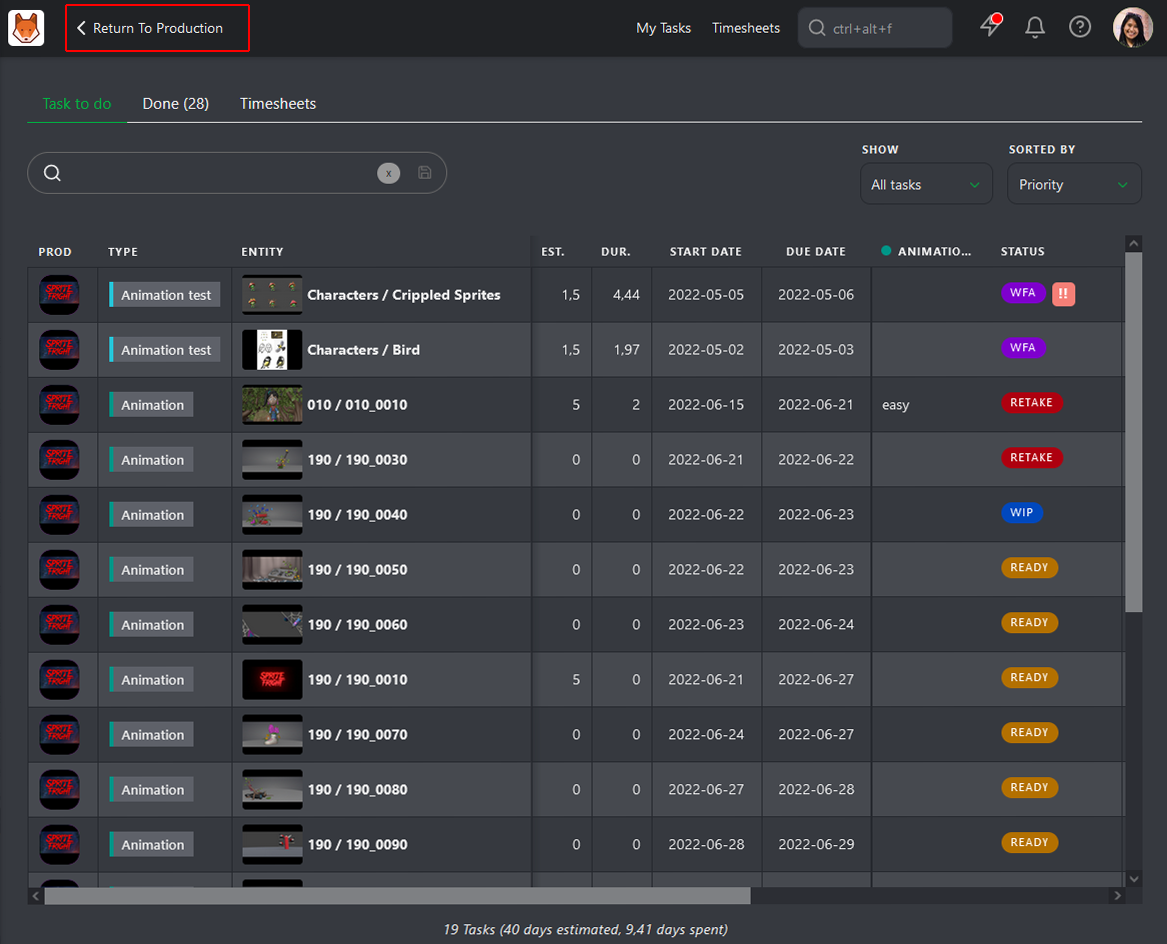 Return To Production
My Tasks Timesheets ctrl+alt+f
Task to do Done (28) Timesheets
SHOW SORTED BY
x All tasks Priority
PROD TYPE ENTITY EST. DUR. START DATE DUE DATE ANIMATIO... STATUS
SPRITE FRIGHT Animation test Characters / Crippled Sprites 1,5 4,44 2022-05-05 2022-05-06 WFA !!
SPRITE FRIGHT Animation test Characters / Bird 1,5 1,97 2022-05-02 2022-05-03 WFA
SPRITE FRIGHT Animation 010 / 010_0010 5 2 2022-06-15 2022-06-21 easy RETAKE
SPRITE FRIGHT Animation 190 / 190_0030 0 0 2022-06-21 2022-06-22 RETAKE
SPRITE FRIGHT Animation 190 / 190_0040 0 0 2022-06-22 2022-06-23 WIP
SPRITE FRIGHT Animation 190 / 190_0050 0 0 2022-06-22 2022-06-23 READY
SPRITE FRIGHT Animation 190 / 190_0060 0 0 2022-06-23 2022-06-24 READY
SPRITE FRIGHT Animation SPRITE FRIGHT 190 / 190_0010 5 0 2022-06-21 2022-06-27 READY
SPRITE FRIGHT Animation 190 / 190_0070 0 0 2022-06-24 2022-06-27 READY
SPRITE FRIGHT Animation 190 / 190_0080 0 0 2022-06-27 2022-06-28 READY
SPRITE FRIGHT Animation 190 / 190_0090 0 0 2022-06-28 2022-06-29 READY
19 Tasks (40 days estimated, 9,41 days spent)